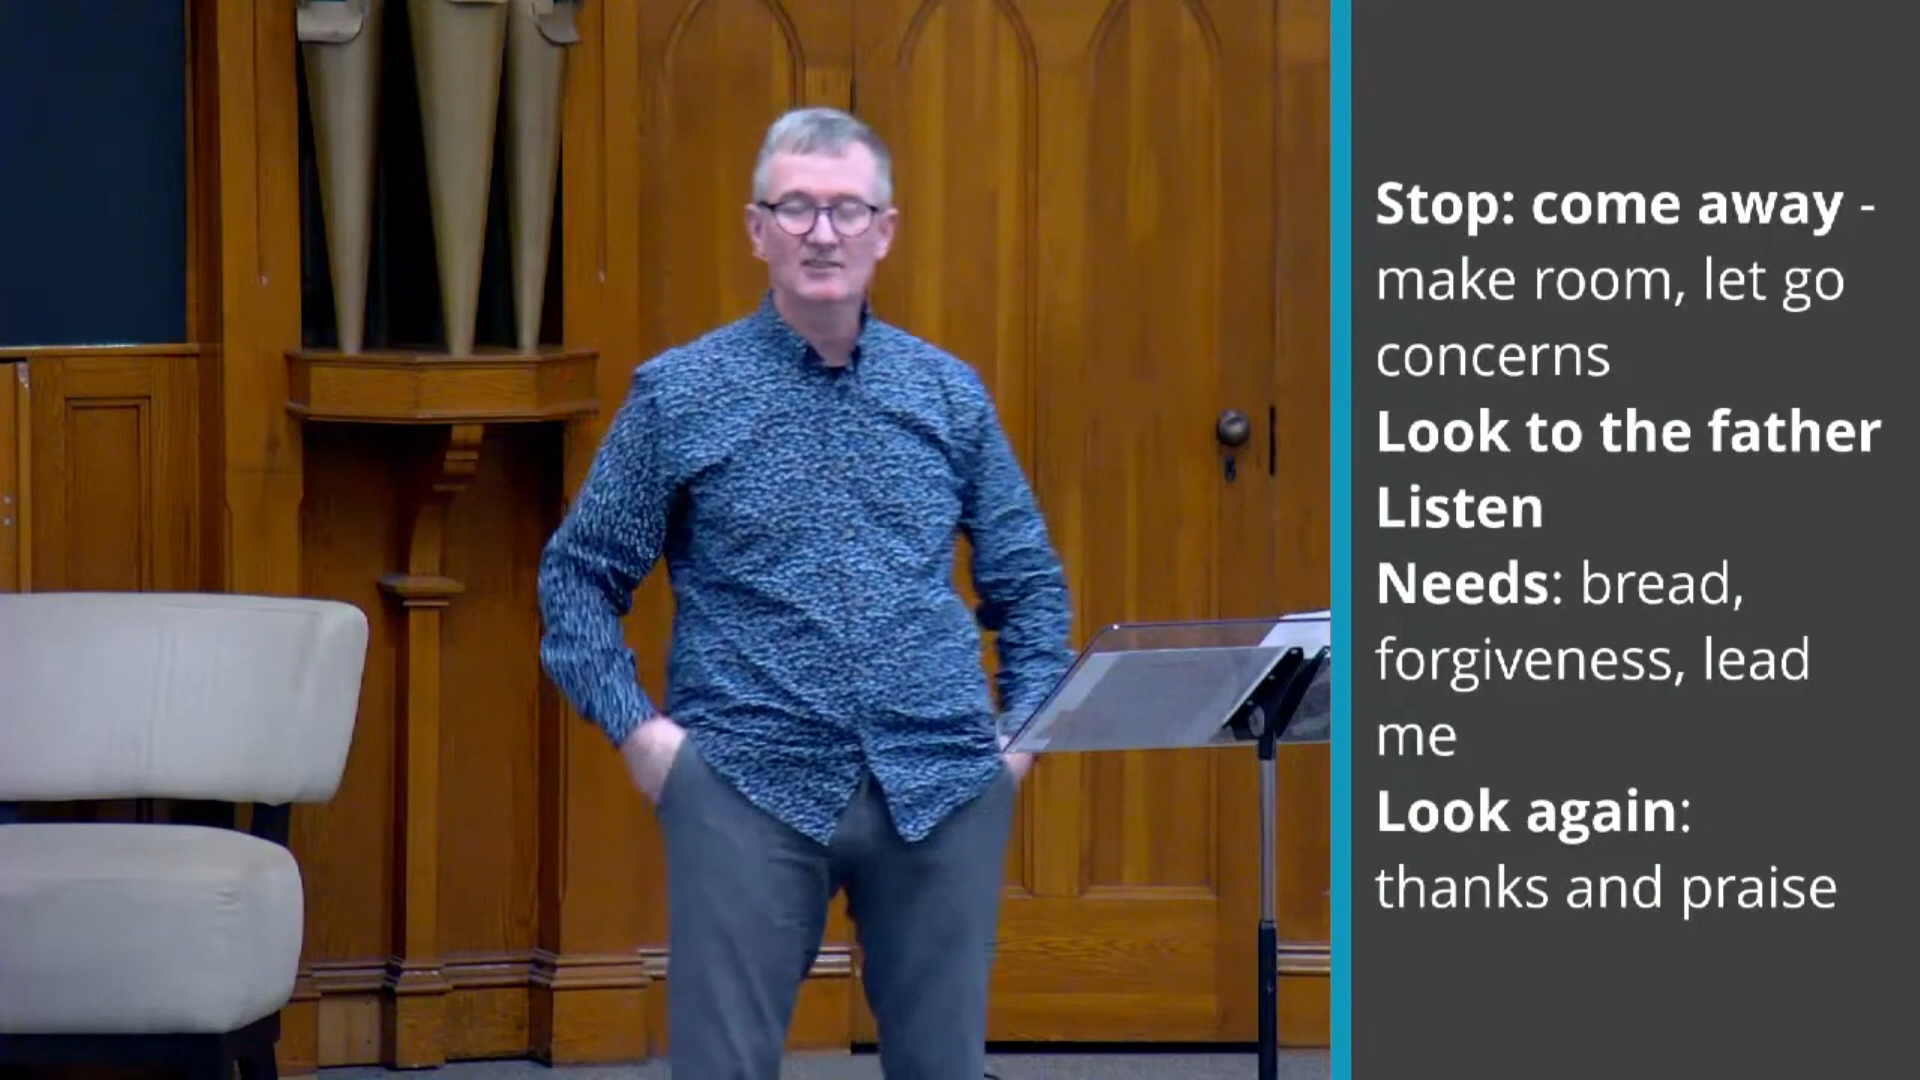 Stop: come away -
make room, let go
concerns
Look to the father
Listen
Needs: bread,
forgiveness, lead
me
Look again:
thanks and praise